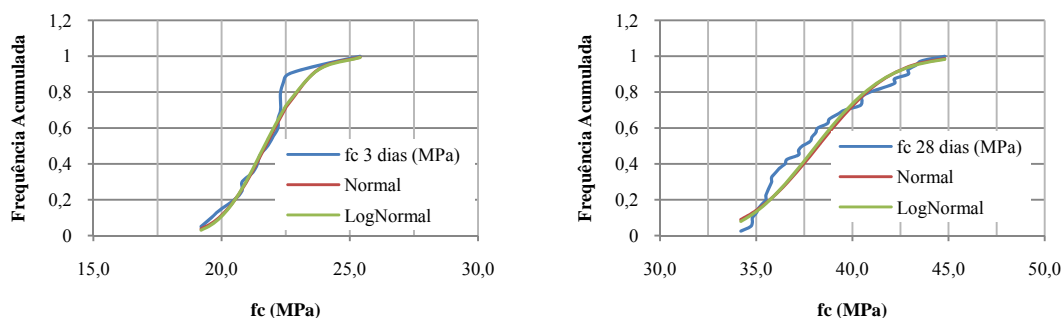 Frequência Acumulada
1,2
1
0,8
0,6
0,4
0,2
0
15,0 20,0 25,0 30,0
fc (MPa)
fc 3 dias (MPa)
Normal
LogNormal
Frequência Acumulada
1,2
1
0,8
0,6
0,4
0,2
0
30,0 35,0 40,0 45,0 50,0
fc (MPa)
fc 28 dias (MPa)
Normal
LogNormal